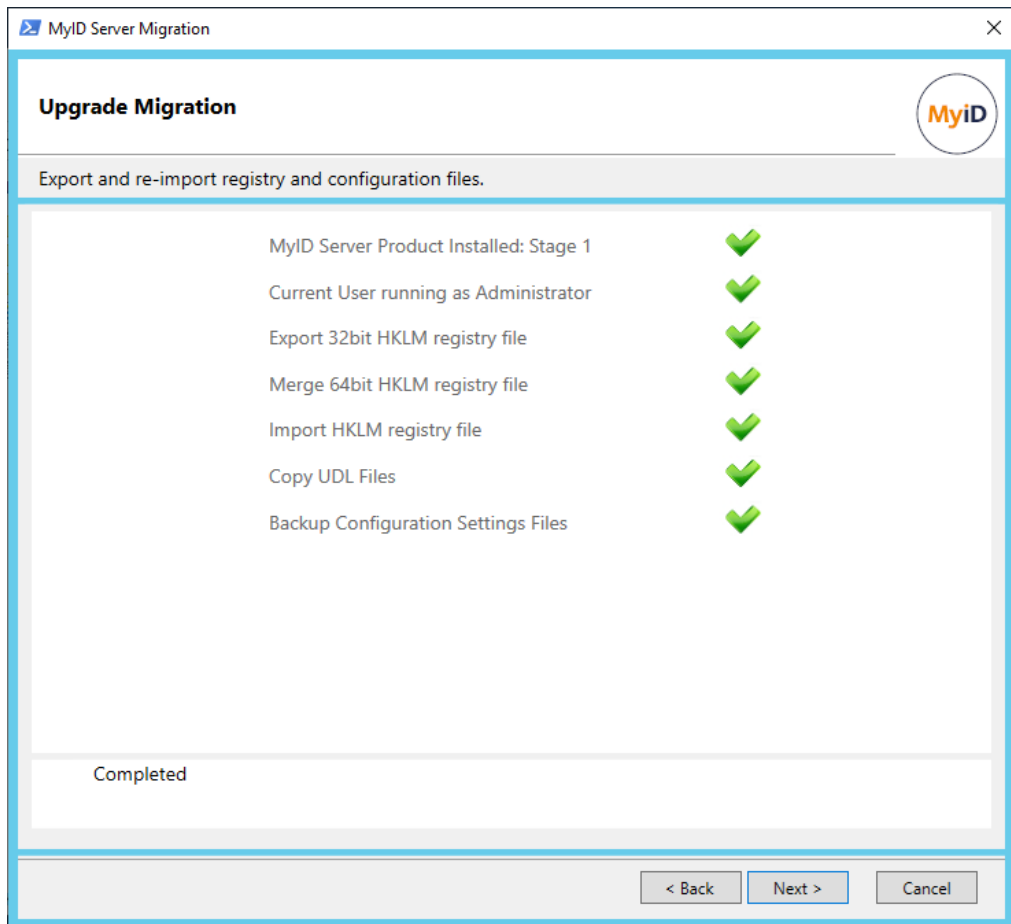 MyID Server Migration
Upgrade Migration
MyiD
Export and re-import registry and configuration files.
MyID Server Product Installed: Stage 1
Current User running as Administrator
Export 32bit HKLM registry file
Merge 64bit HKLM registry file
Import HKLM registry file
Copy UDL Files
Backup Configuration Settings Files
Completed
< Back Next > Cancel